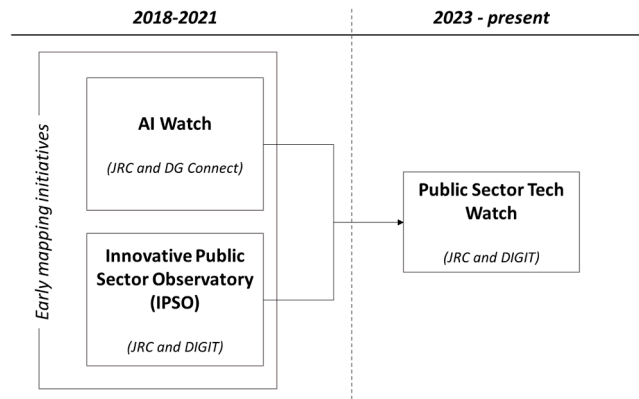 2018-2021
2023 - present
Early mapping initiatives
AI Watch
(JRC and DG Connect)
Innovative Public
Sector Observatory
(IPSO)
(JRC and DIGIT)
Public Sector Tech
Watch
(JRC and DIGIT)